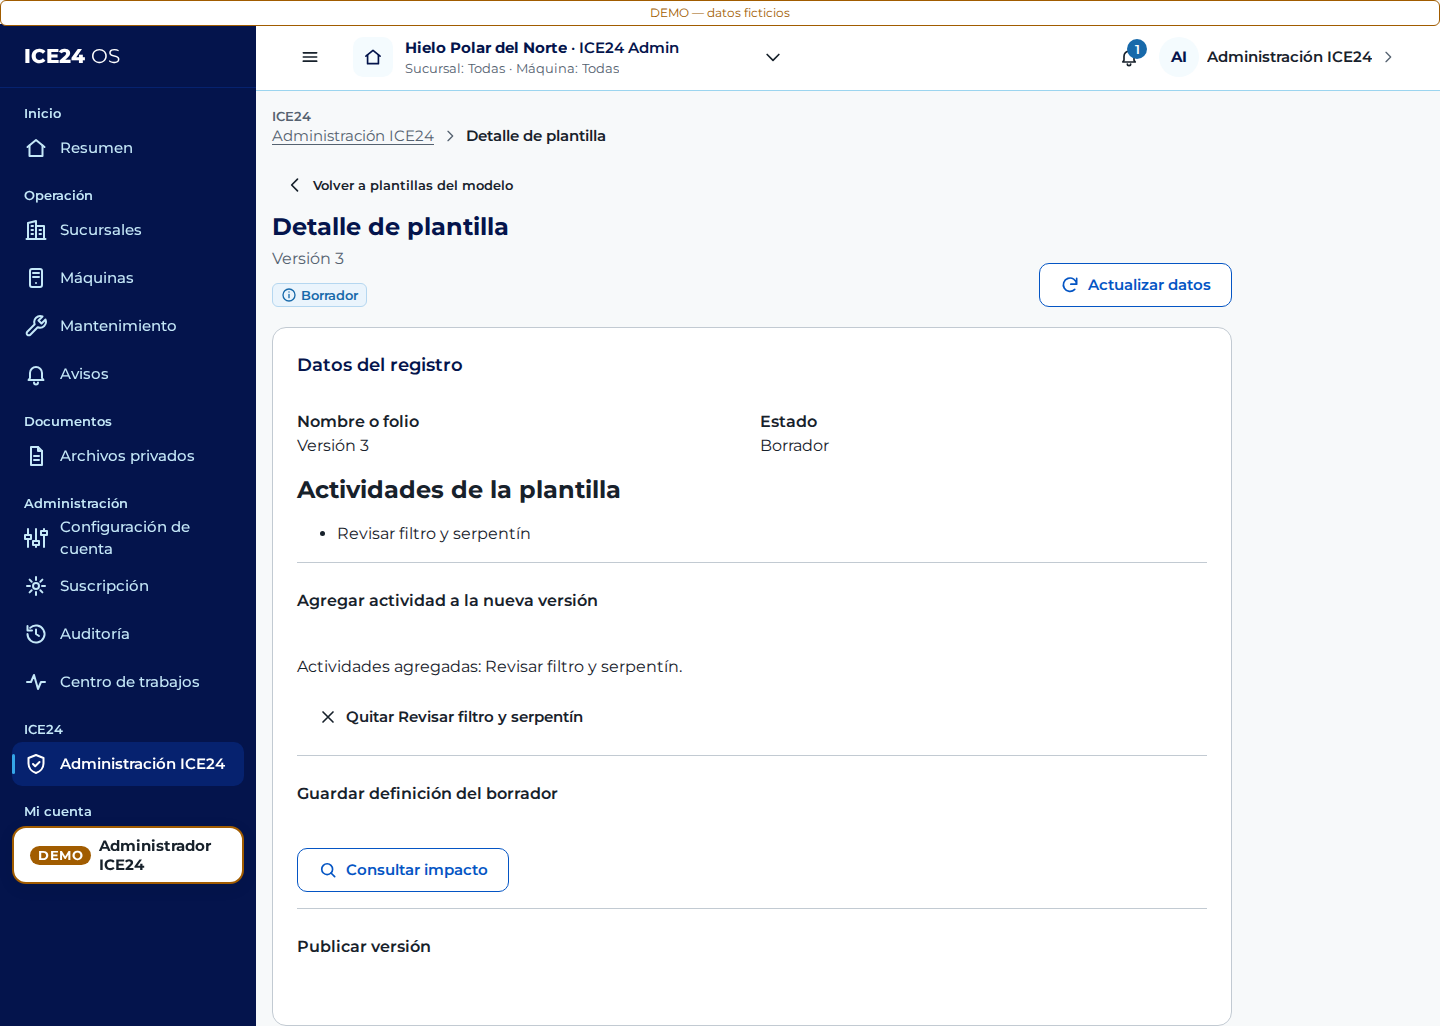 DEMO — datos ficticios
ICE24 OS
Inicio
Resumen
Operación
Sucursales
Máquinas
Mantenimiento
Avisos
Documentos
Archivos privados
Administración
Configuración de
cuenta
Suscripción
Auditoría
Centro de trabajos
ICE24
Administración ICE24
Mi cuenta
DEMO Administrador
ICE24
Hielo Polar del Norte · ICE24 Admin
Sucursal: Todas · Máquina: Todas
1
AI Administración ICE24
ICE24
Administración ICE24 Detalle de plantilla
Volver a plantillas del modelo
Detalle de plantilla
Versión 3
Borrador
Actualizar datos
Datos del registro
Nombre o folio
Versión 3
Estado
Borrador
Actividades de la plantilla
• Revisar filtro y serpentín
Agregar actividad a la nueva versión
Actividades agregadas: Revisar filtro y serpentín.
Quitar Revisar filtro y serpentín
Guardar definición del borrador
Consultar impacto
Publicar versión